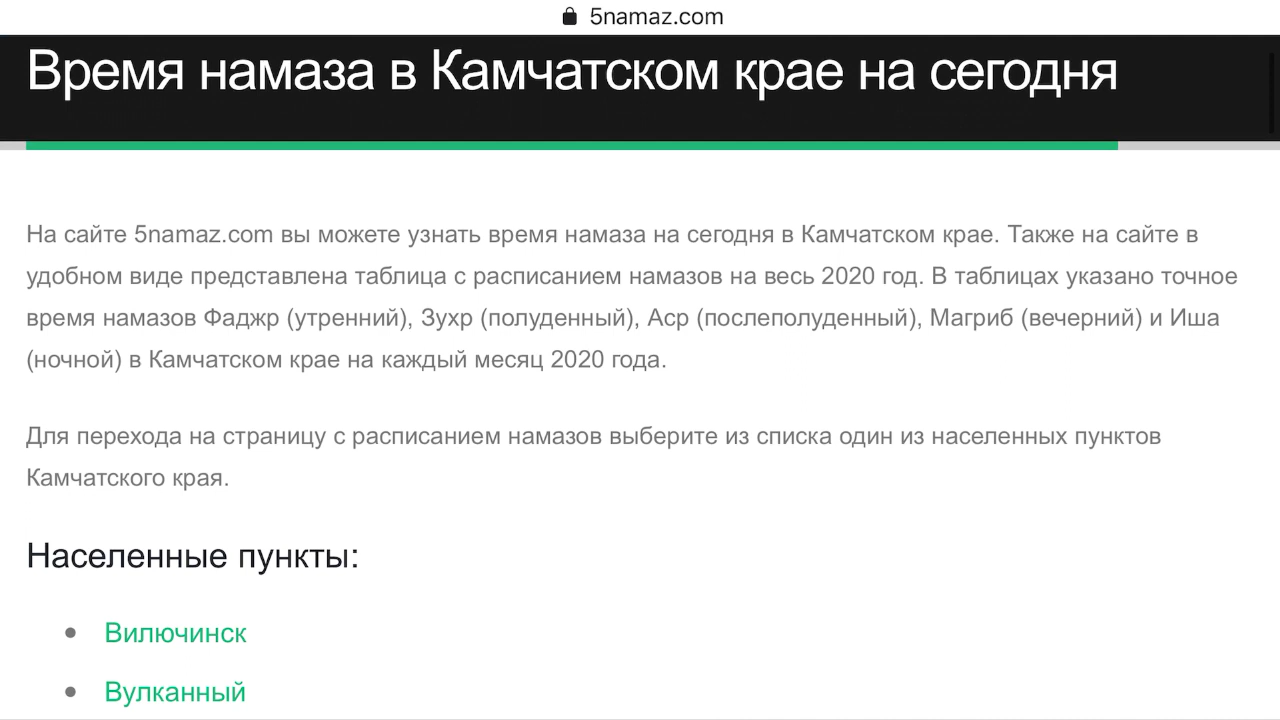 5namaz.com
Время намаза в Камчатском крае на сегодня
На сайте 5namaz.com вы можете узнать время намаза на сегодня в Камчатском крае. Также на сайте в
удобном виде представлена таблица с расписанием намазов на весь 2020 год. В таблицах указано точное
время намазов Фаджр (утренний), Зухр (полуденный), Аср (послеполуденный), Магриб (вечерний) и Иша
(ночной) в Камчатском крае на каждый месяц 2020 года.
Для перехода на страницу с расписанием намазов выберите из списка один из населенных пунктов
Камчатского края.
Населенные пункты:
Вилючинск
Вулканный